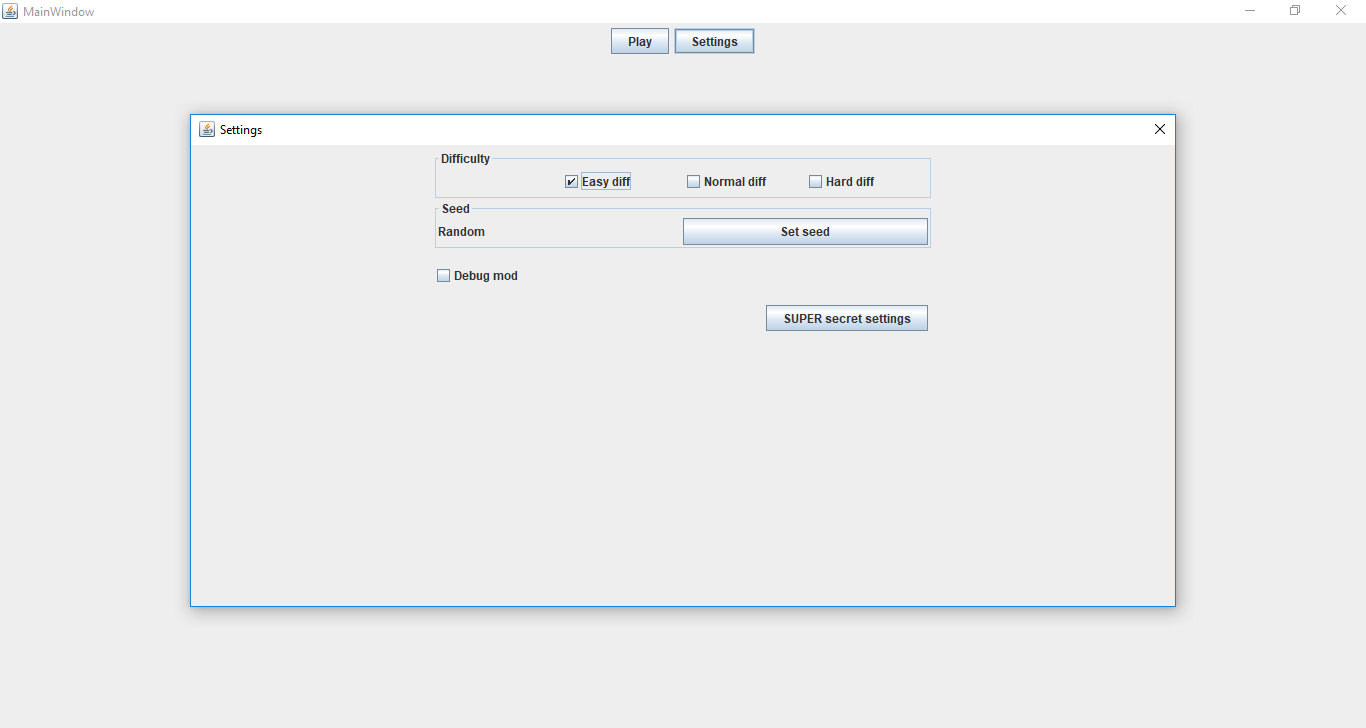 MainWindow
Play Settings
Settings
Difficulty
Easy diff Normal diff Hard diff
Seed
Random Set seed
Debug mod
SUPER secret settings